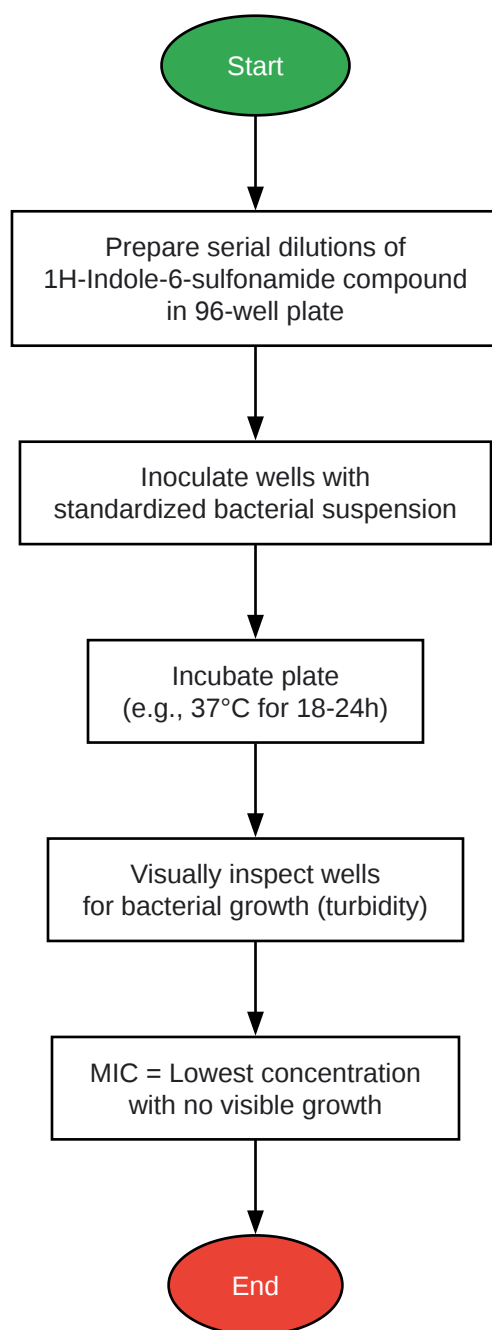 Start
Prepare serial dilutions of
1H-Indole-6-sulfonamide compound
in 96-well plate
Inoculate wells with
standardized bacterial suspension
Incubate plate
(e.g., 37°C for 18-24h)
Visually inspect wells
for bacterial growth (turbidity)
MIC = Lowest concentration
with no visible growth
End